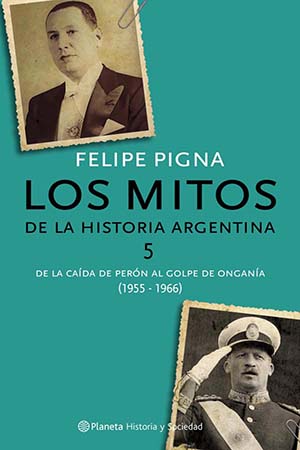 FELIPE PIGNA
LOS MITOS
DE LA HISTORIA ARGENTINA
5
DE LA CAÍDA DE PERÓN AL GOLPE DE ONGANÍA
(1955 - 1966)
Planeta Historia y Sociedad